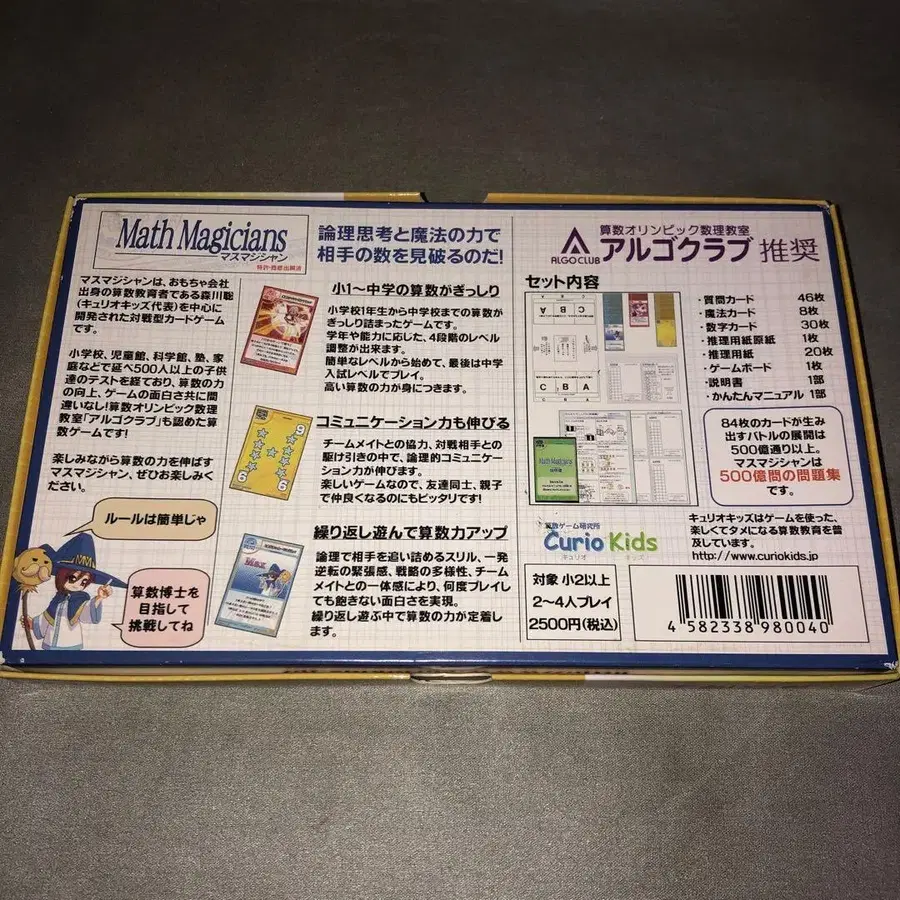 Math Magicians
マスマジシャン
特許・商標出願済
論理思考と魔法の力で
相手の数を見破るのだ!
マスマジシャンは、おもちゃ会社
出身の算数教育者である森川聡
(キュリオキッズ代表)を中心に
開発された対戦型カードゲーム
です。
小学校、児童館、科学館、塾、家
庭などで延べ500人以上の子供
達のテストを経ており、算数の力
の向上、ゲームの面白さ共に間
違いなし!算数オリンピック数理
教室「アルゴクラブ」も認めた算
数ゲームです!
楽しみながら算数の力を伸ばす
マスマジシャン、ぜひお楽しみく
ださい。
ルールは簡単じゃ
算数博士を
目指して
挑戦してね
小1～中学の算数がぎっしり
小学校1年生から中学校までの算数が
ぎっしり詰まったゲームです。
学年や能力に応じた、4段階のレベル
調整が出来ます。
簡単なレベルから始めて、最後は中学
入試レベルでプレイ。
高い算数の力が身につきます。
9
6
6
コミュニケーション力も伸びる
チームメイトとの協力、対戦相手との
駆け引きの中で、論理的コミュニケー
ション力が伸びます。
楽しいゲームなので、友達同士、親子
で仲良くなるのにもピッタリです!
繰り返し遊んで算数力アップ
論理で相手を追い詰めるスリル、一発
逆転の緊張感、戦略の多様性、チーム
メイトとの一体感により、何度プレイし
ても飽きない面白さを実現。
繰り返し遊ぶ中で算数の力が定着し
ます。
ALGO CLUB
算数オリンピック数理教室
アルゴクラブ 推奨
セット内容
C B A
C B A
Math Magicians
・質問カード 46枚
・魔法カード 8枚
・数字カード 30枚
・推理用紙原紙 1枚
・推理用紙 20枚
・ゲームボード 1枚
・説明書 1部
・かんたんマニュアル 1部
84枚のカードが生み
出すバトルの展開は
500億通り以上。
マスマジシャンは
500億問の問題集
です。
算数ゲーム研究所
Curio Kids
キュリオ キッズ
キュリオキッズはゲームを使った、
楽しくてタメになる算数教育を普
及しています。
http://www.curiokids.jp
対象 小2以上
2～4人プレイ
2500円(税込)
4 582338 980040